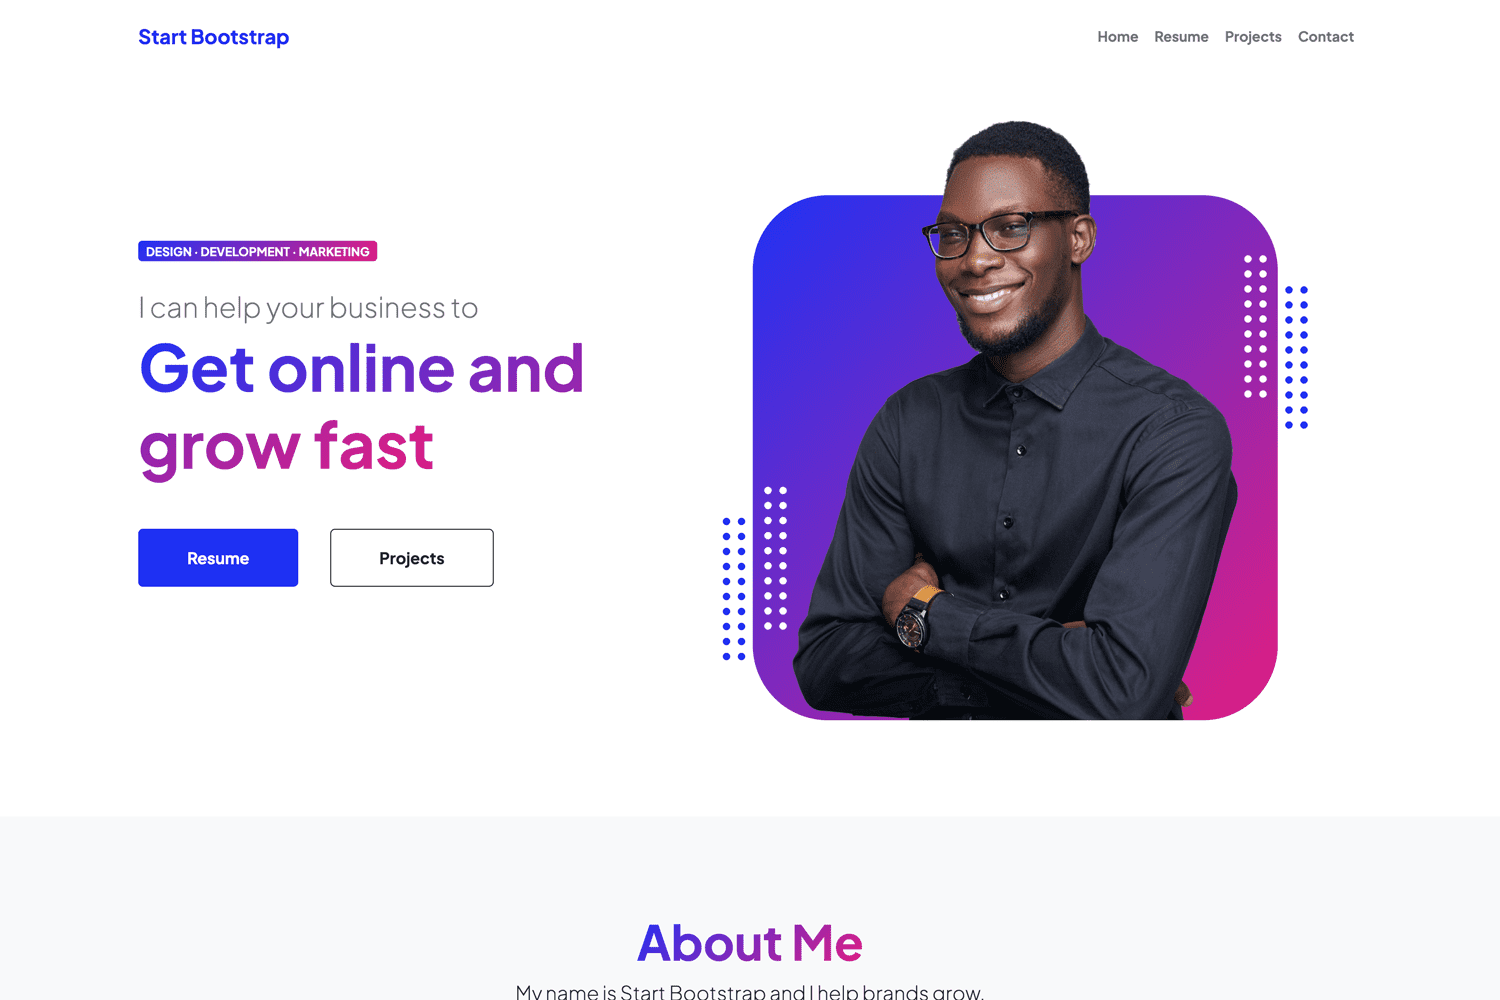 Start Bootstrap
Home Resume Projects Contact
DESIGN · DEVELOPMENT · MARKETING
I can help your business to
Get online and
grow fast
Resume Projects
About Me
My name is Start Bootstrap and I help brands grow.